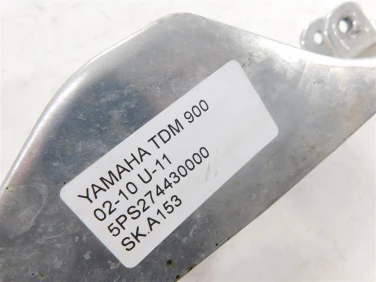 YAMAHA TDM 900
02-10 U-11
5PS274430000
SK.A153